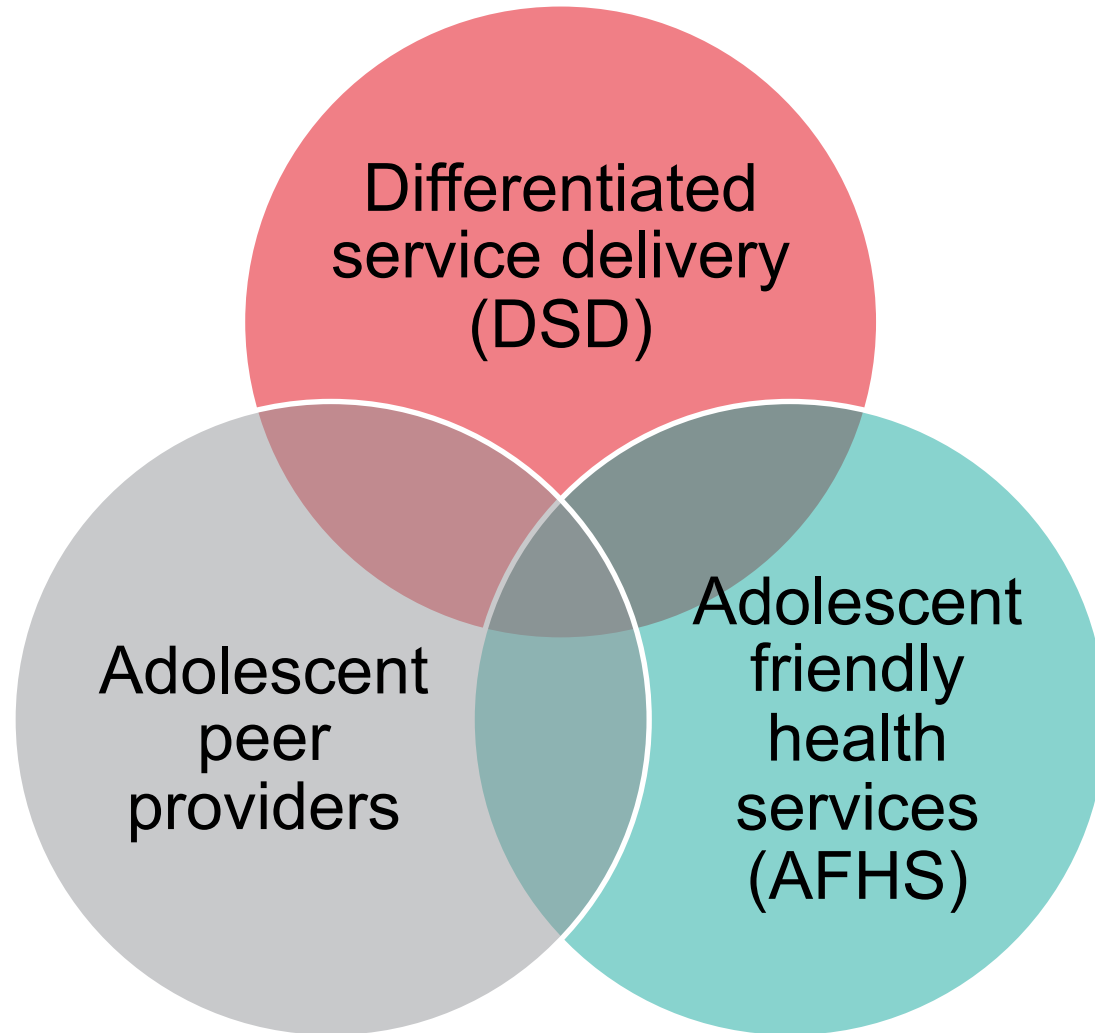 Differentiated
service delivery
(DSD)
Adolescent
peer
providers
Adolescent
friendly
health
services
(AFHS)